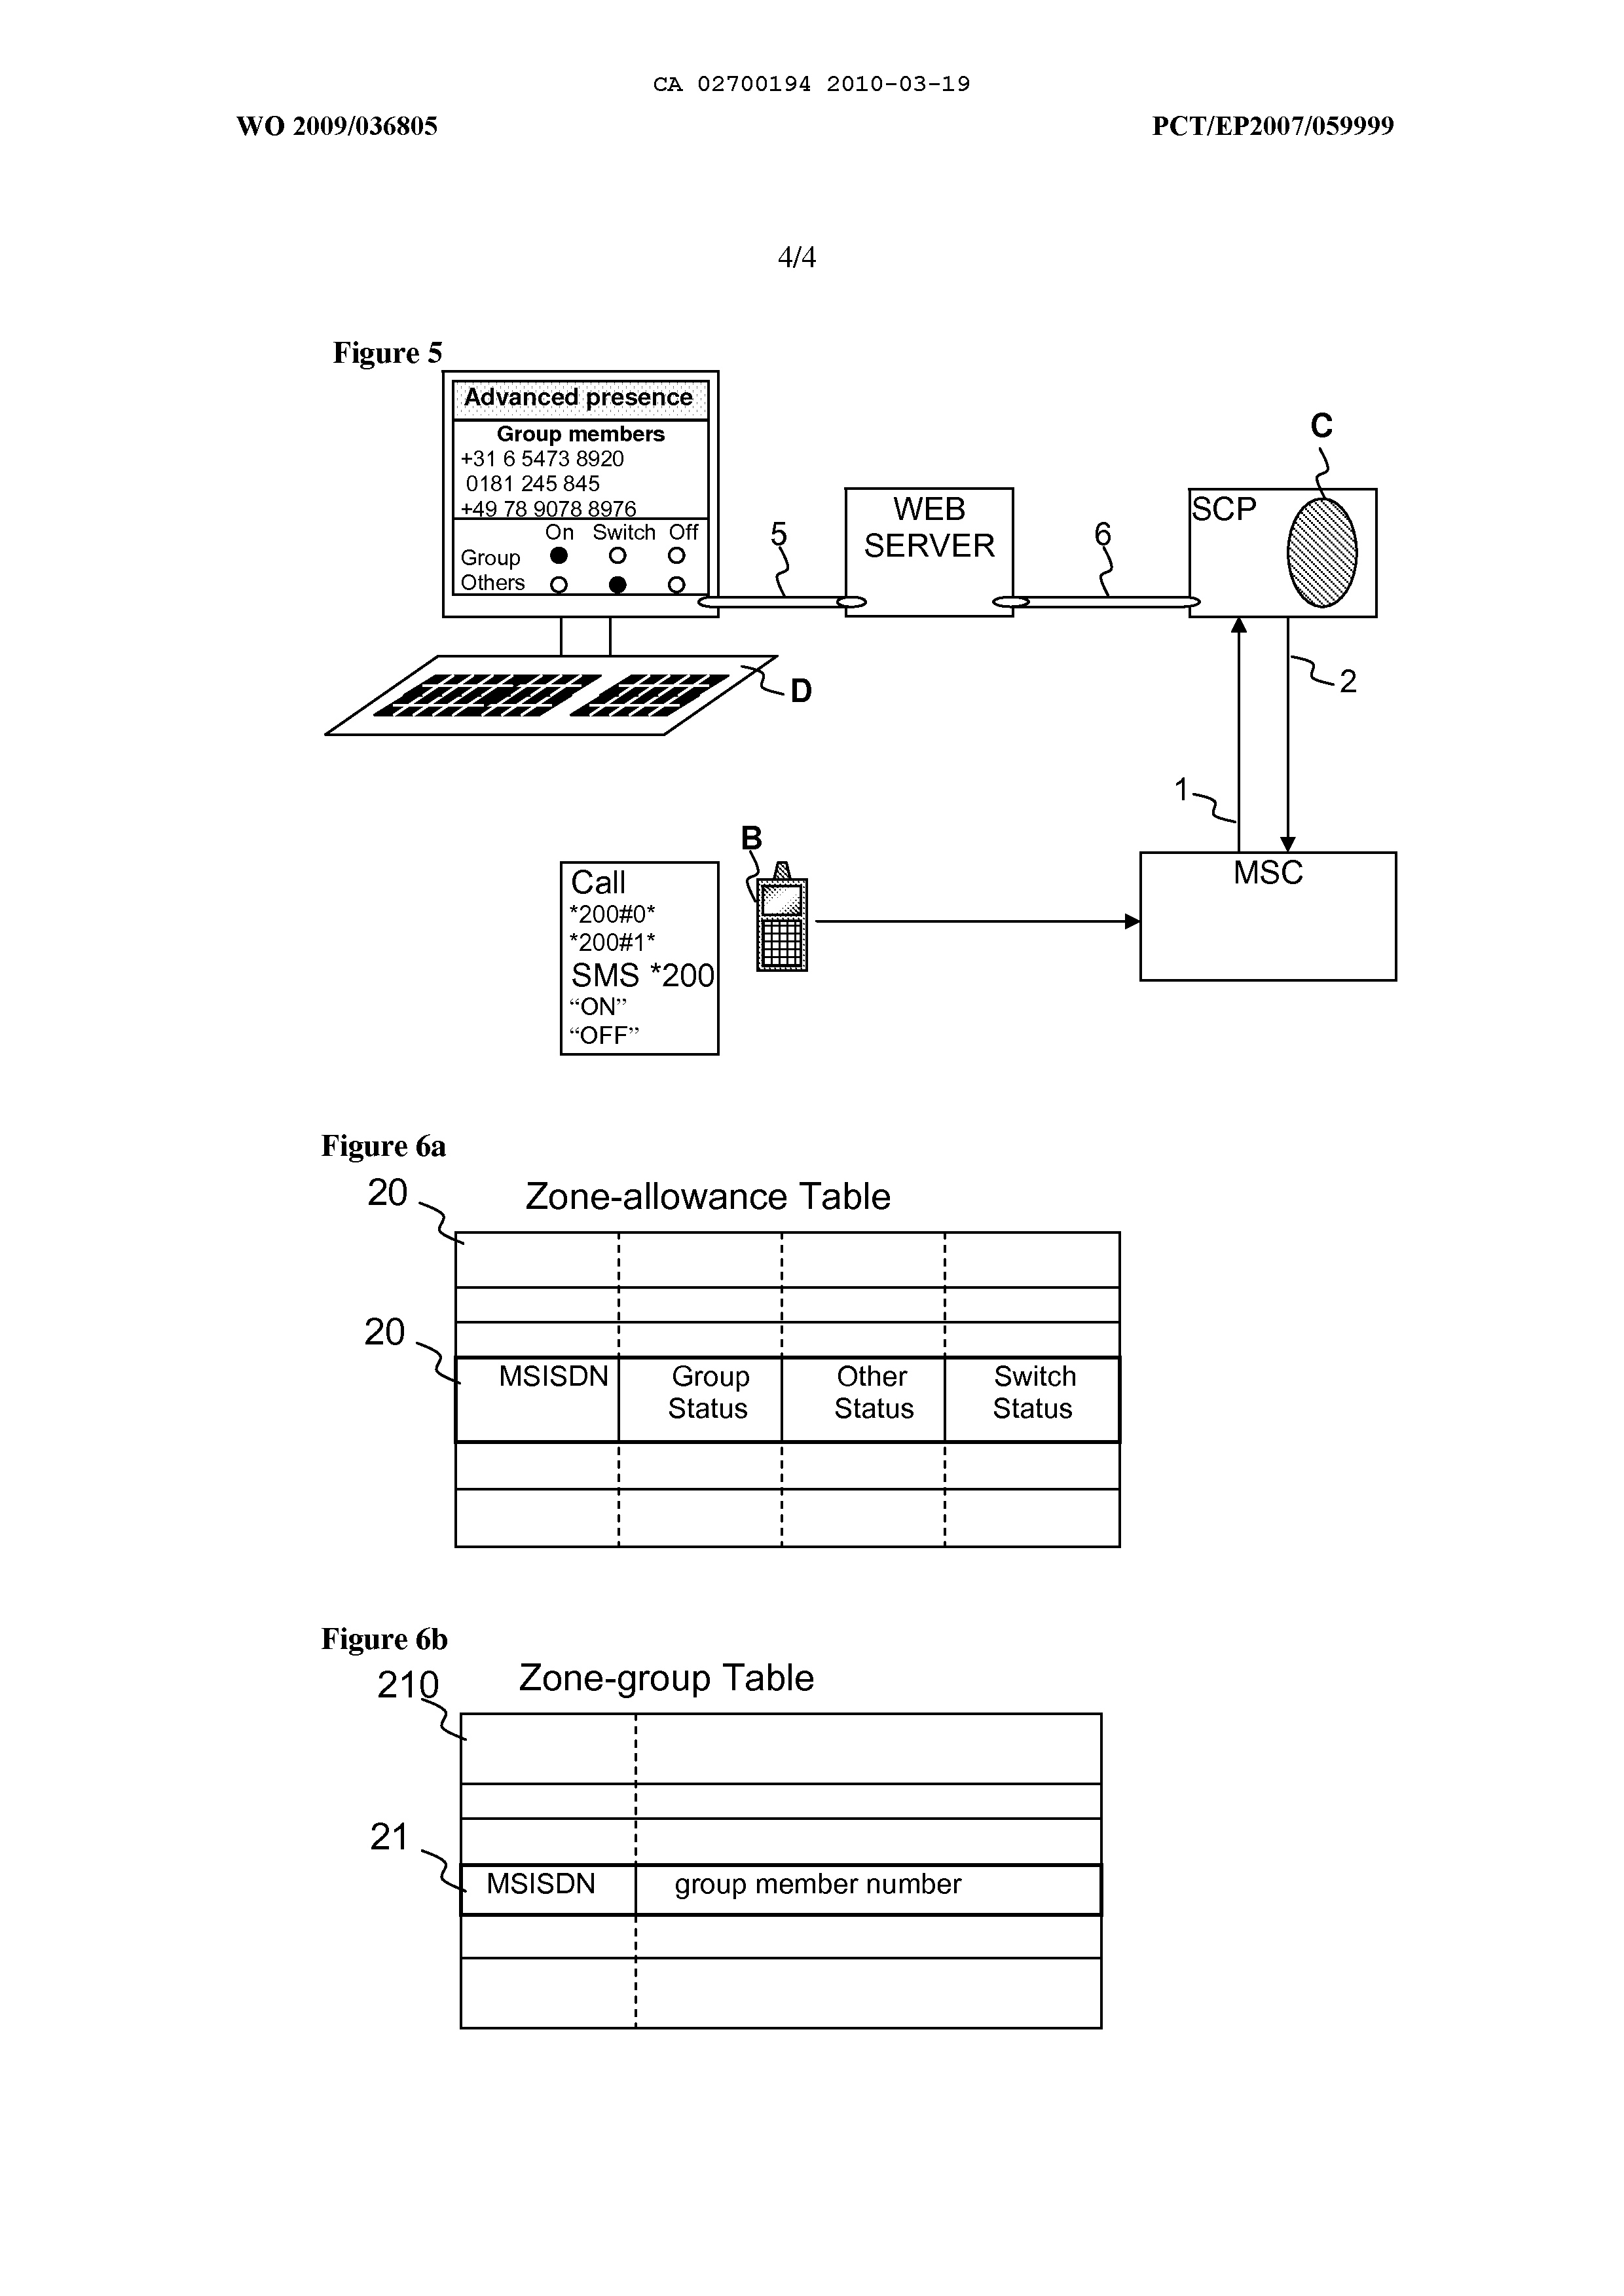 CA 02700194 2010-03-19
WO 2009/036805 PCT/EP2007/059999
4/4
Figure 5
Advanced presence
Group members
+31 6 5473 8920
0181 245 845
+49 78 9078 8976
On Switch Off
Group
Others
D
5
WEB
SERVER
6
C
SCP
1
2
B
Call
*200#0*
*200#1*
SMS *200
“ON”
“OFF”
MSC
Figure 6a
20
Zone-allowance Table
20
MSISDN Group Status Other Status Switch Status
Figure 6b
210
Zone-group Table
21
MSISDN group member number